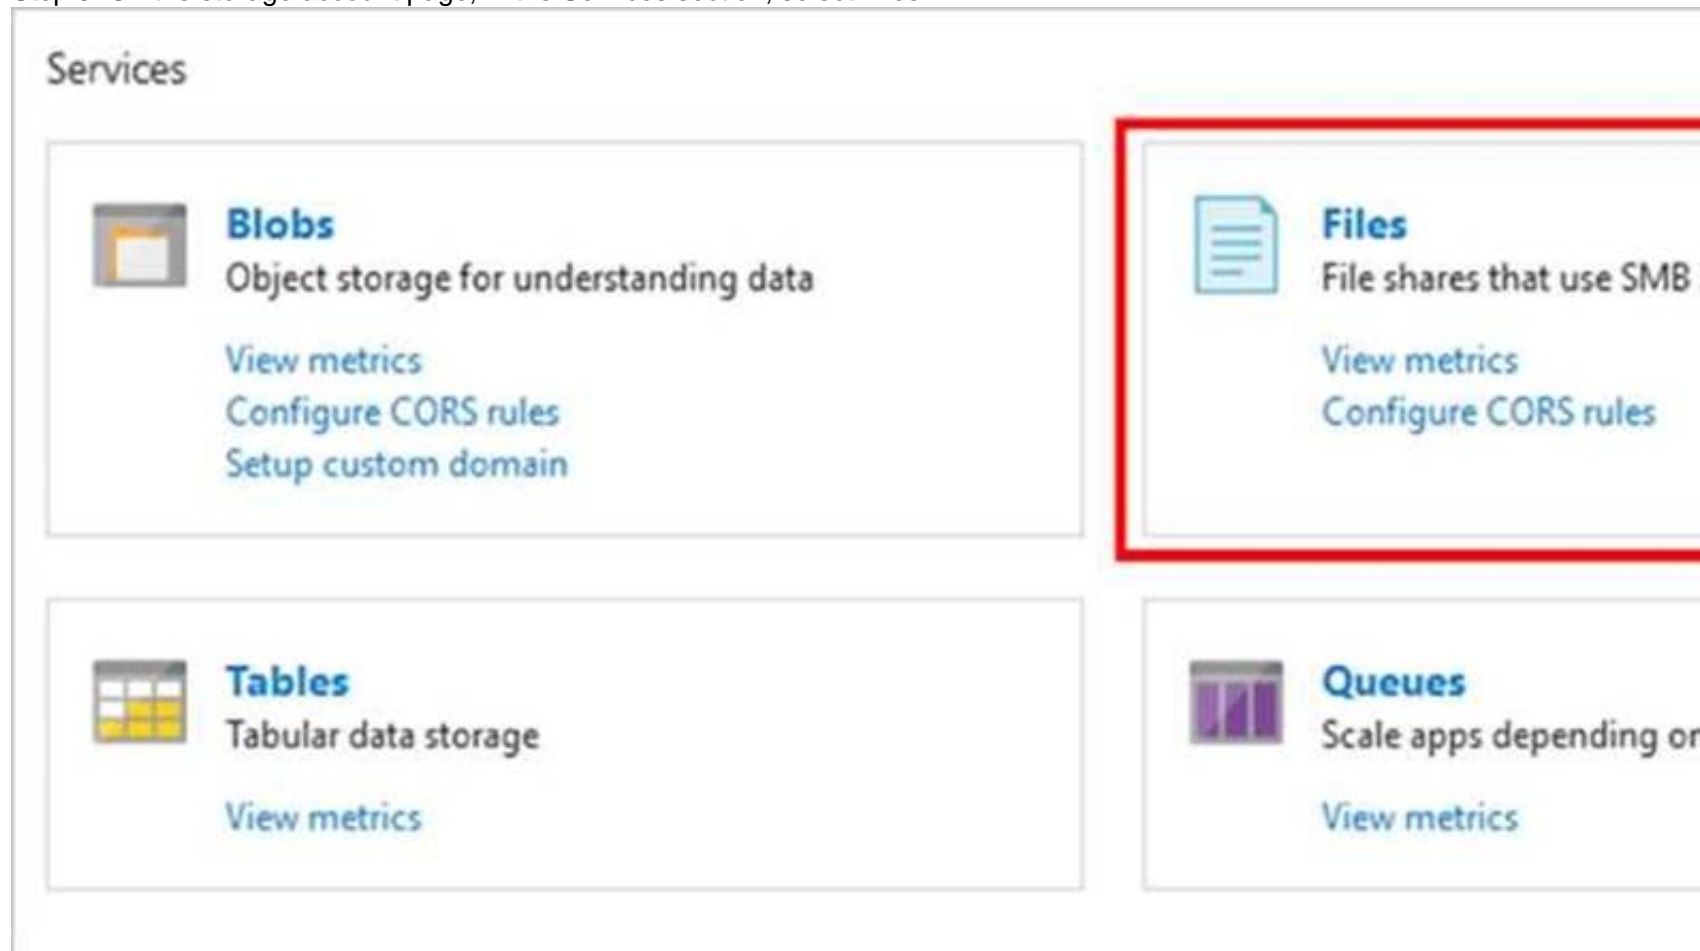 Services
Blobs
Object storage for understanding data
View metrics
Configure CORS rules
Setup custom domain
Files
File shares that use SMB
View metrics
Configure CORS rules
Tables
Tabular data storage
View metrics
Queues
Scale apps depending on
View metrics